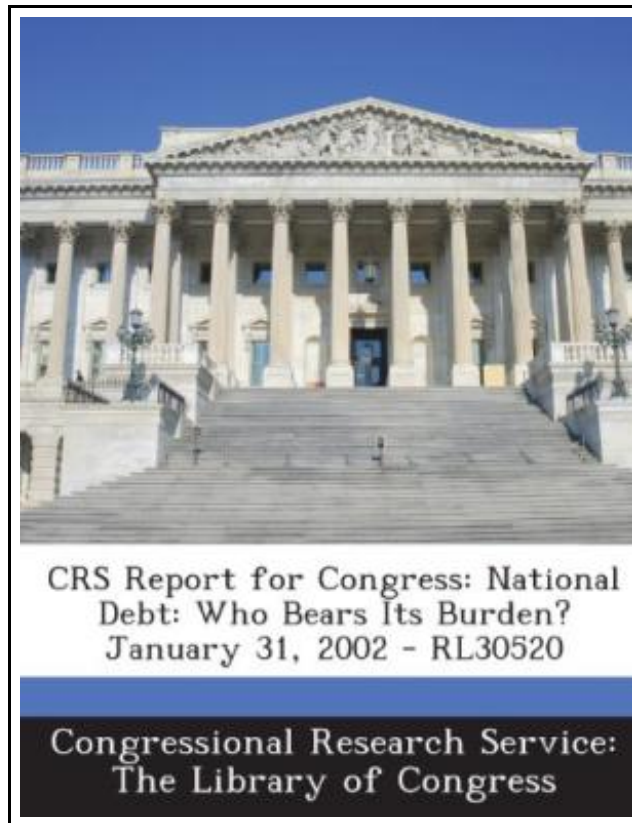 CRS Report for Congress: National
Debt: Who Bears Its Burden?
January 31, 2002 - RL30520
Congressional Research Service:
The Library of Congress